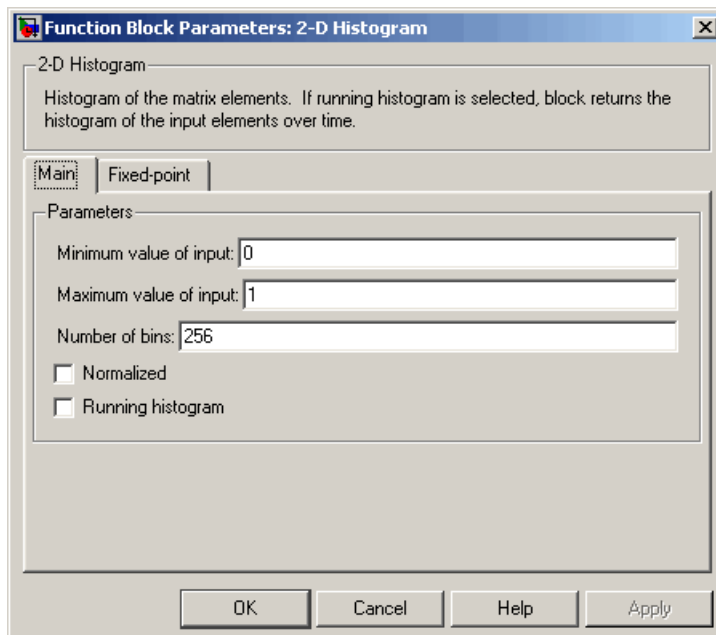 Function Block Parameters: 2-D Histogram
2-D Histogram
Histogram of the matrix elements. If running histogram is selected, block returns the
histogram of the input elements over time.
Main Fixed-point
Parameters
Minimum value of input: 0
Maximum value of input: 1
Number of bins: 256
Normalized
Running histogram
OK Cancel Help Apply